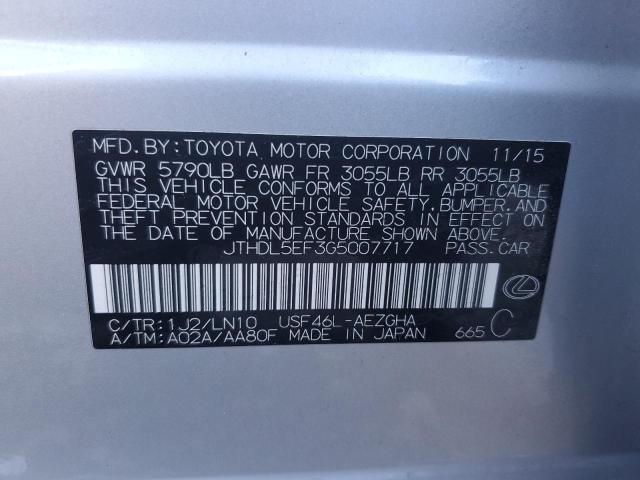 MFD. BY: TOYOTA MOTOR CORPORATION 11/15
GVWR 5790LB GAWR FR 3055LB RR 3055LB
THIS VEHICLE CONFORMS TO ALL APPLICABLE
FEDERAL MOTOR VEHICLE SAFETY, BUMPER, AND
THEFT PREVENTION STANDARDS IN EFFECT ON
THE DATE OF MANUFACTURE SHOWN ABOVE.
JTHDL5EF3G5007717 PASS. CAR
C/TR: 1J2/LN10 USF46L-AEZGHA
A/TM: A02A/AA80F MADE IN JAPAN 665 C